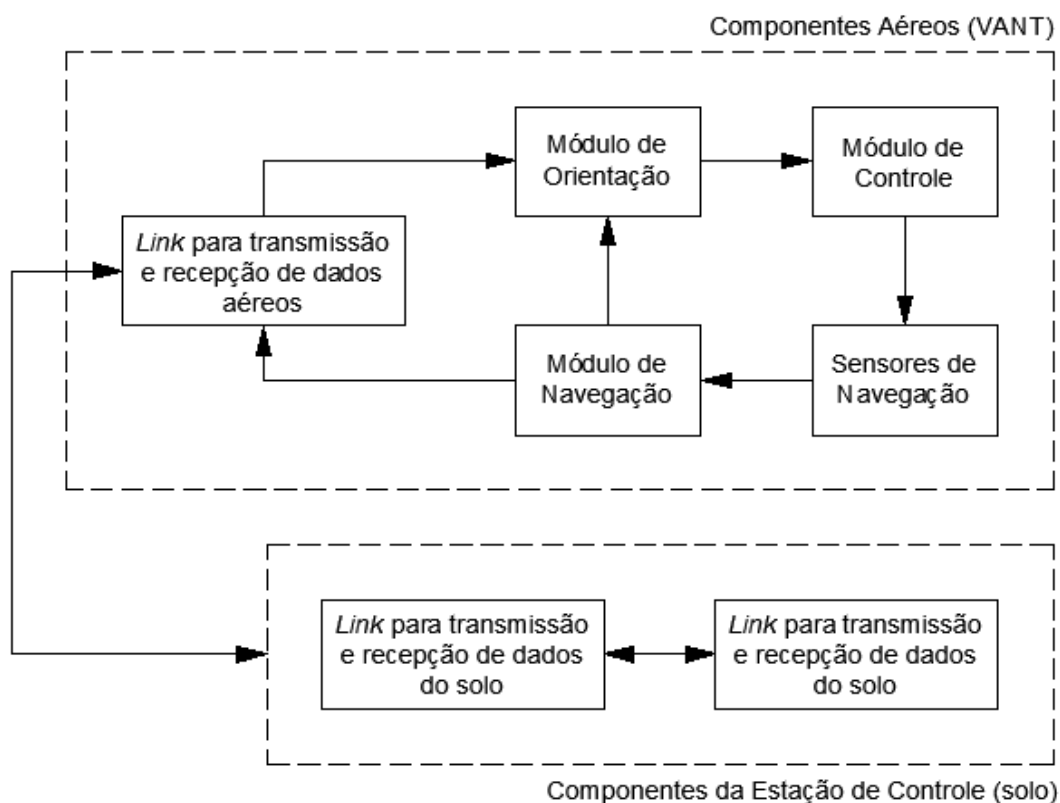 Componentes Aéreos (VANT)
Módulo de
Orientação
Módulo de
Controle
Link para transmissão
e recepção de dados
aéreos
Módulo de
Navegação
Sensores de
Navegação
Link para transmissão
e recepção de dados
do solo
Link para transmissão
e recepção de dados
do solo
Componentes da Estação de Controle (solo)